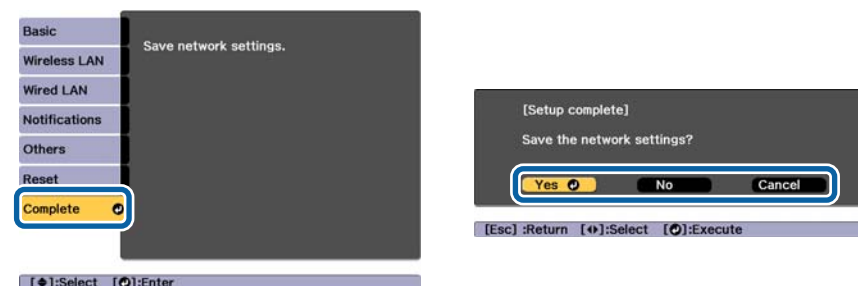 Basic
Wireless LAN
Wired LAN
Notifications
Others
Reset
Complete
Save network settings.
[◆]:Select [⏎]:Enter
[Setup complete]
Save the network settings?
Yes No Cancel
[Esc] :Return [◂▸]:Select [⏎]:Execute